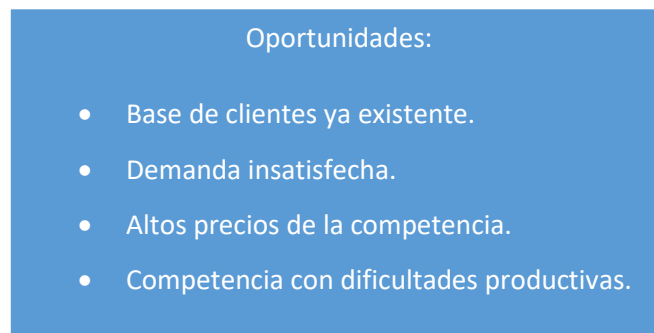 Oportunidades:
• Base de clientes ya existente.
• Demanda insatisfecha.
• Altos precios de la competencia.
• Competencia con dificultades productivas.